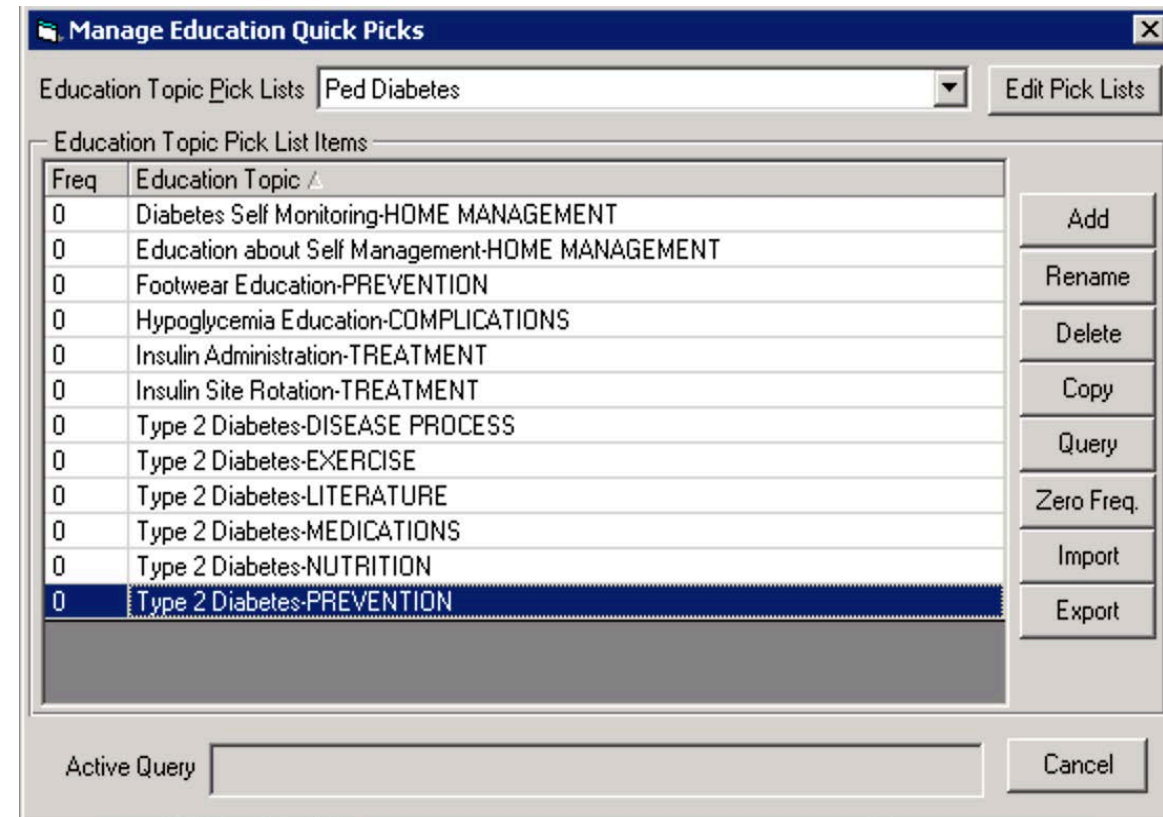 Manage Education Quick Picks
Education Topic Pick Lists Ped Diabetes Edit Pick Lists
Education Topic Pick List Items
Freq Education Topic
0 Diabetes Self Monitoring-HOME MANAGEMENT
0 Education about Self Management-HOME MANAGEMENT
0 Footwear Education-PREVENTION
0 Hypoglycemia Education-COMPLICATIONS
0 Insulin Administration-TREATMENT
0 Insulin Site Rotation-TREATMENT
0 Type 2 Diabetes-DISEASE PROCESS
0 Type 2 Diabetes-EXERCISE
0 Type 2 Diabetes-LITERATURE
0 Type 2 Diabetes-MEDICATIONS
0 Type 2 Diabetes-NUTRITION
0 Type 2 Diabetes-PREVENTION
Add
Rename
Delete
Copy
Query
Zero Freq.
Import
Export
Active Query
Cancel